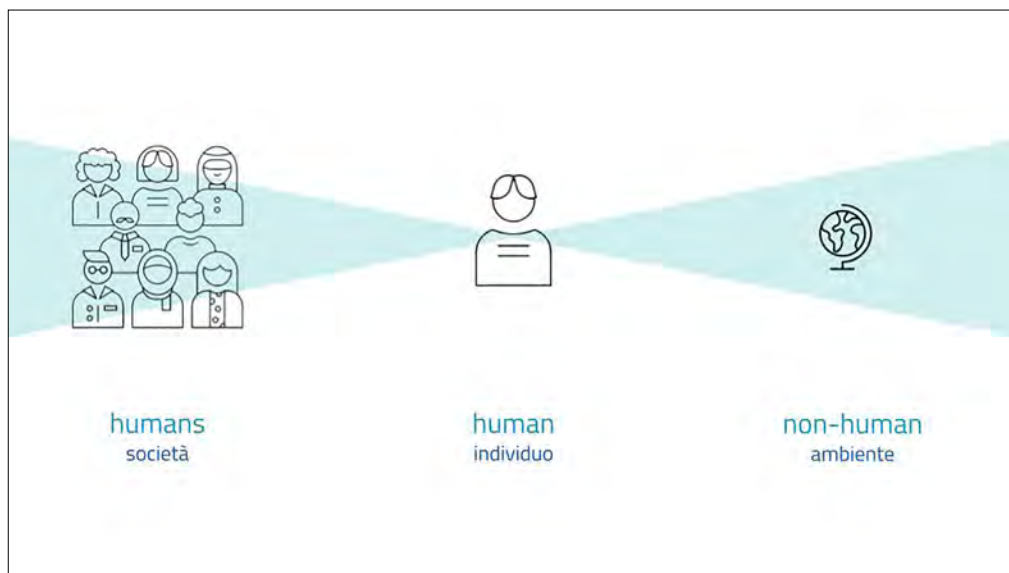 humans
società
human
individuo
non-human
ambiente